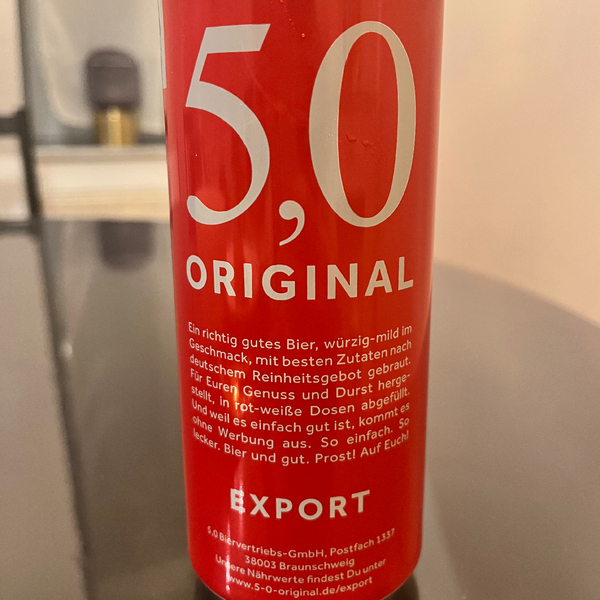 5,0
ORIGINAL
Ein richtig gutes Bier, würzig-mild im
Geschmack, mit besten Zutaten nach
deutschem Reinheitsgebot gebraut.
Für Euren Genuss und Durst herge-
stellt, in rot-weiße Dosen abgefüllt.
Und weil es einfach gut ist, kommt es
ohne Werbung aus. So einfach. So
lecker. Bier und gut. Prost! Auf Euch!
EXPORT
5,0 Biervertriebs-GmbH, Postfach 1337
38003 Braunschweig
Unsere Nährwerte findest Du unter
www.5-0-original.de/export